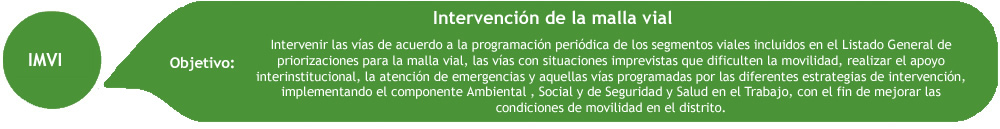 Intervención de la malla vial
IMVI
Objetivo:
Intervenir las vías de acuerdo a la programación periódica de los segmentos viales incluidos en el Listado General de
priorizaciones para la malla vial, las vías con situaciones imprevistas que dificulten la movilidad, realizar el apoyo
interinstitucional, la atención de emergencias y aquellas vías programadas por las diferentes estrategias de intervención,
implementando el componente Ambiental , Social y de Seguridad y Salud en el Trabajo, con el fin de mejorar las
condiciones de movilidad en el distrito.